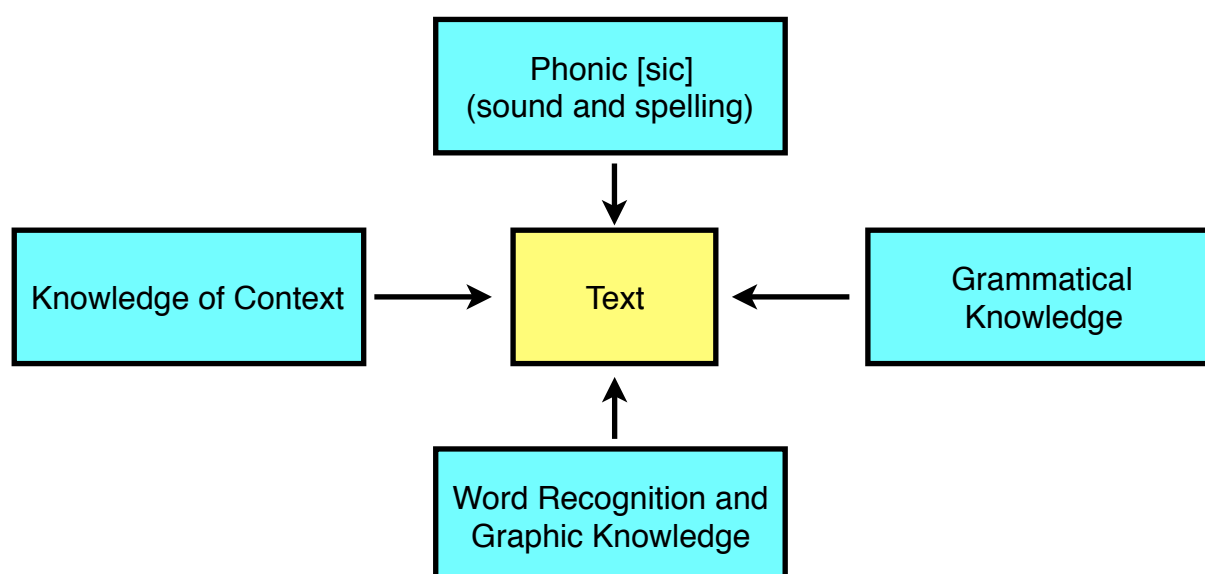 Phonic [sic]
(sound and spelling)
Knowledge of Context
Text
Grammatical
Knowledge
Word Recognition and
Graphic Knowledge